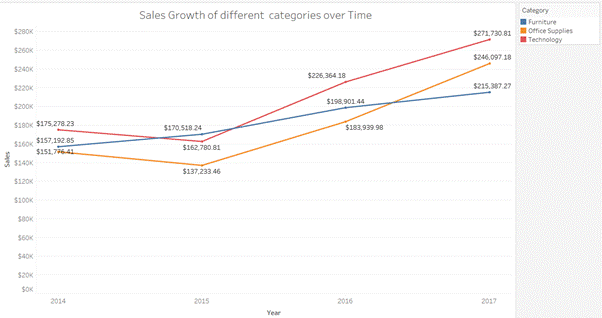 Sales Growth of different categories over Time
Category
Furniture
Office Supplies
Technology
$280K
$260K
$240K
$220K
$200K
$180K
$160K
$140K
$120K
$100K
$80K
$60K
$40K
$20K
$0K
Sales
$175,278.23
$157,192.85
$151,776.41
$170,518.24
$162,780.81
$137,233.46
$226,364.18
$198,901.44
$183,939.98
$271,730.81
$246,097.18
$215,387.27
2014
2015
2016
2017
Year